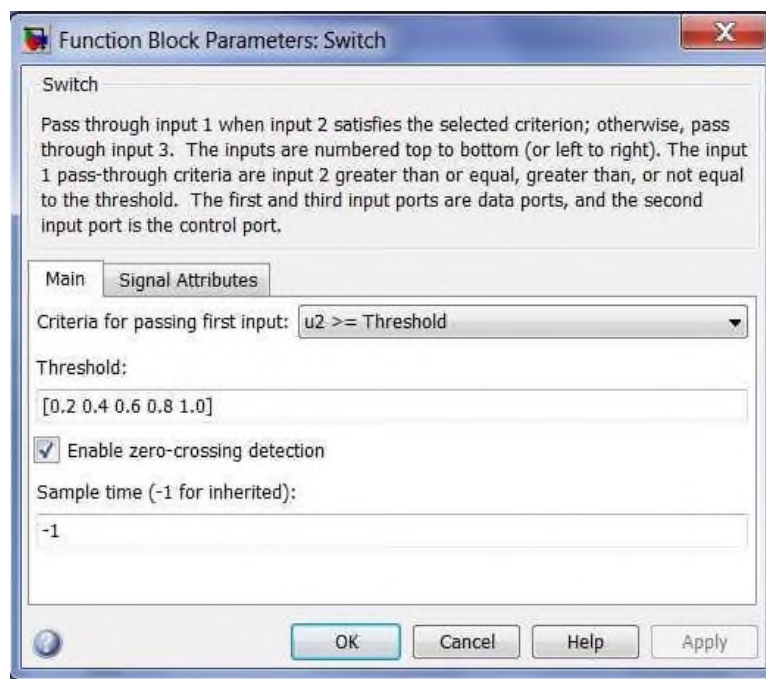 Function Block Parameters: Switch
X
Switch
Pass through input 1 when input 2 satisfies the selected criterion; otherwise, pass
through input 3. The inputs are numbered top to bottom (or left to right). The input
1 pass-through criteria are input 2 greater than or equal, greater than, or not equal
to the threshold. The first and third input ports are data ports, and the second
input port is the control port.
Main Signal Attributes
Criteria for passing first input: u2 >= Threshold
Threshold:
[0.2 0.4 0.6 0.8 1.0]
Enable zero-crossing detection
Sample time (-1 for inherited):
-1
? OK Cancel Help Apply